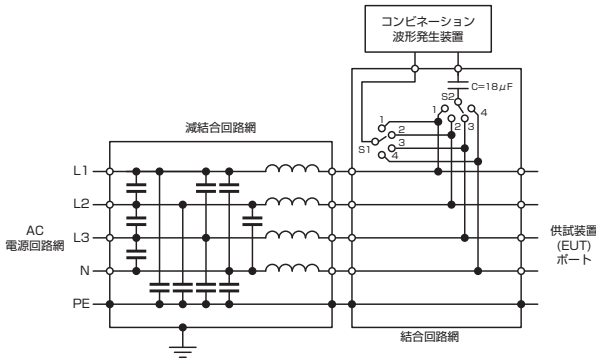 コンビネーション
波形発生装置
C=18μF
S2
1
4
2
3
1
2
3
4
S1
減結合回路網
L1
L2
L3
N
PE
AC
電源回路網
供試装置
(EUT)
ポート
結合回路網